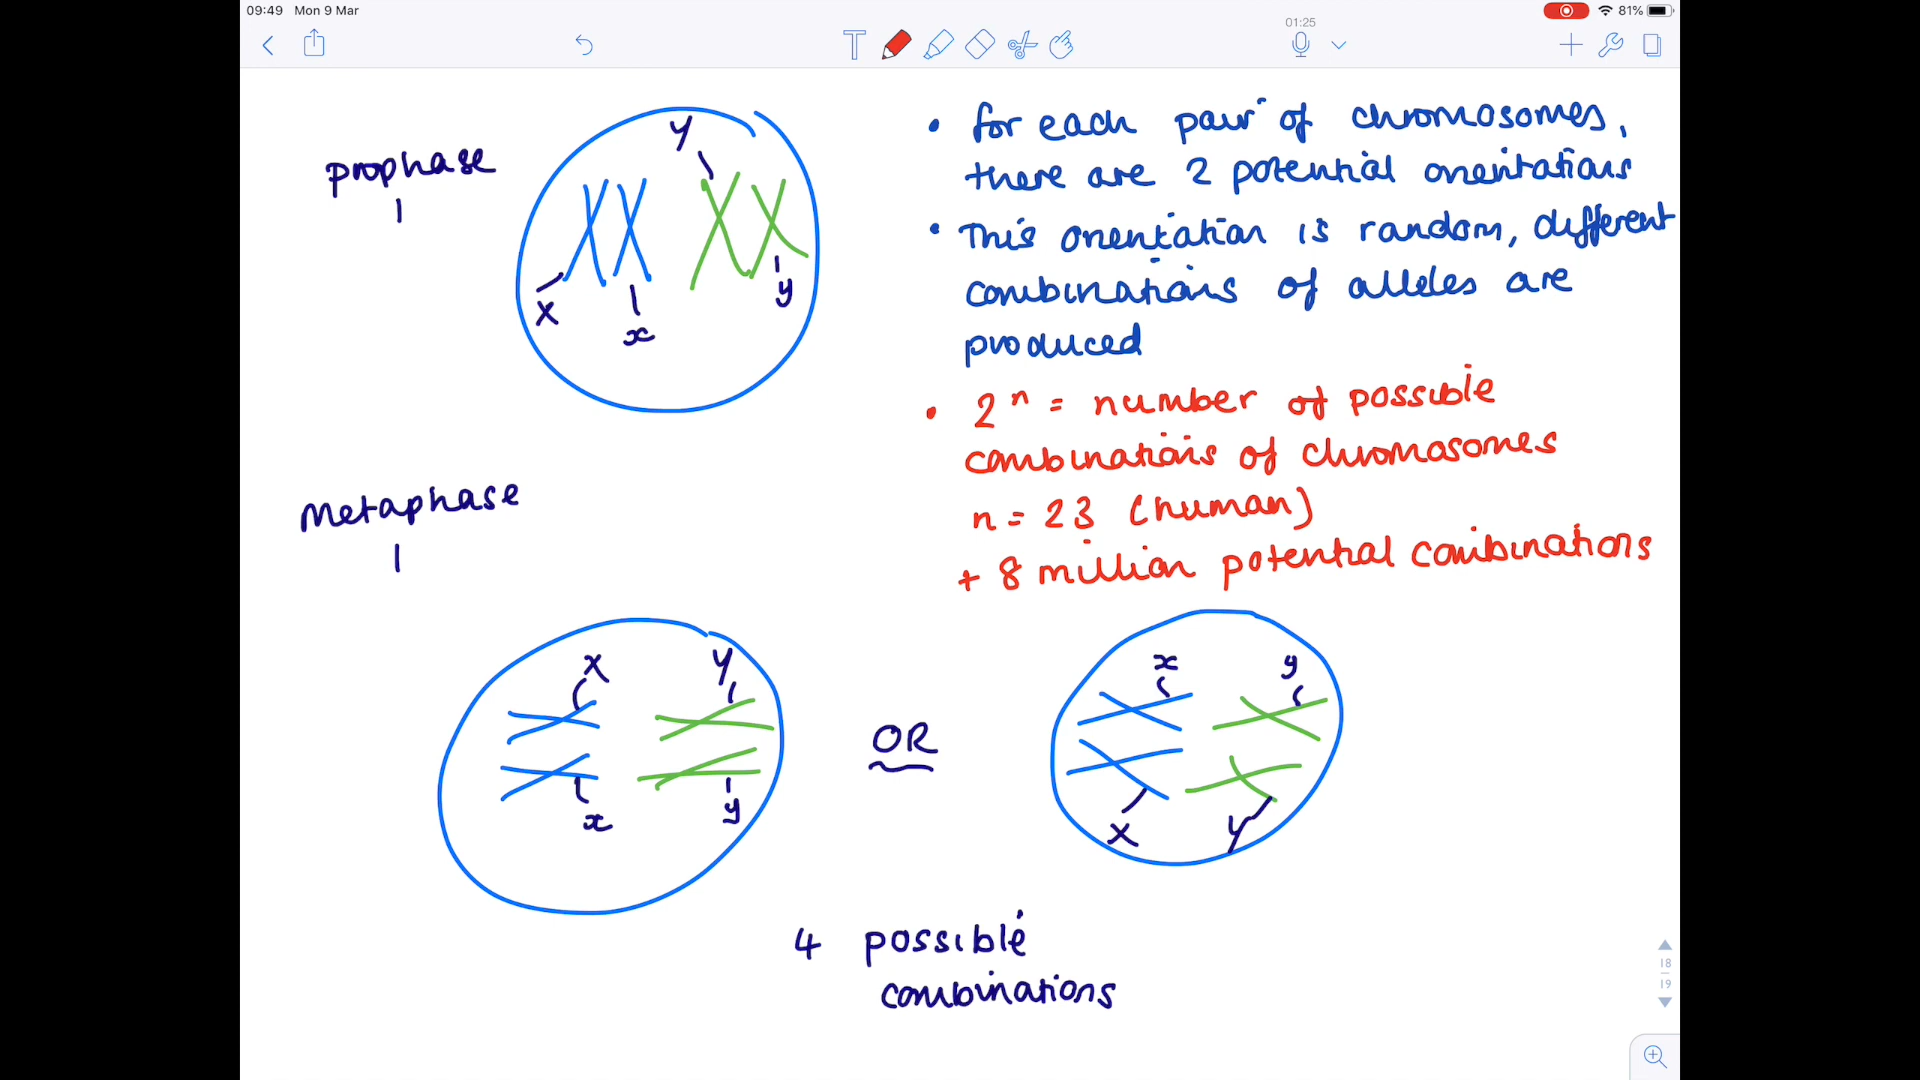 09:49 Mon 9 Mar
81%
01:25
T
Prophase
1
Y
X
x
y
• for each pair of chromosomes,
there are 2 potential orientations
• This orientation is random, different
combinations of alleles are
produced
• 2ⁿ = number of possible
combinations of chromosomes
n = 23 (human)
+ 8 million potential combinations
Metaphase
1
X Y
x y
OR
x y
X Y
4 possible
combinations
18
19